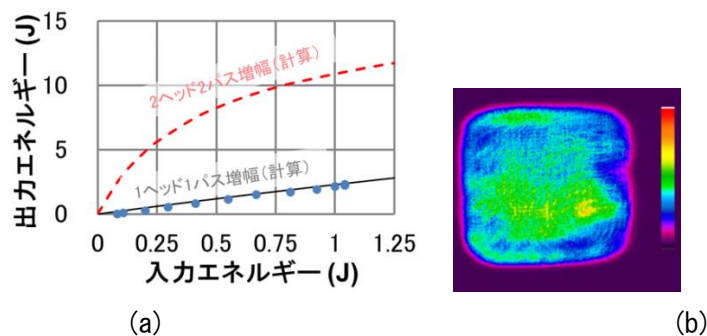 15
10
5
0
出力エネルギー (J)
2ヘッド2パス増幅(計算)
1ヘッド1パス増幅(計算)
0 0.25 0.5 0.75 1 1.25
入力エネルギー (J)
(a) (b)